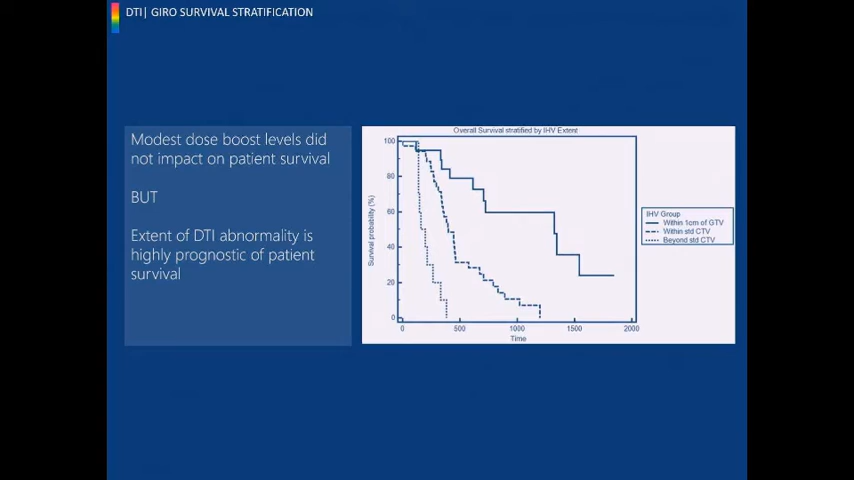 DTI| GIRO SURVIVAL STRATIFICATION
Modest dose boost levels did
not impact on patient survival
BUT
Extent of DTI abnormality is
highly prognostic of patient
survival
Overall Survival stratified by IHV Extent
Survival probability (%)
100
80
60
40
20
0
0 500 1000 1500 2000
Time
IHV Group
Within 1cm of GTV
Within std CTV
Beyond std CTV